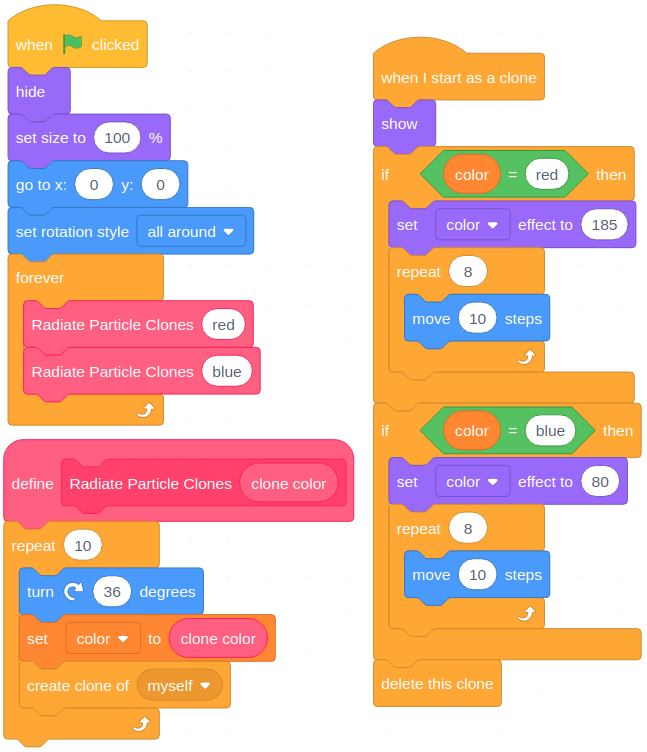 when clicked
hide
set size to 100 %
go to x: 0 y: 0
set rotation style all around
forever
Radiate Particle Clones red
Radiate Particle Clones blue
define Radiate Particle Clones clone color
repeat 10
turn 36 degrees
set color to clone color
create clone of myself
when I start as a clone
show
if color = red then
set color effect to 185
repeat 8
move 10 steps
if color = blue then
set color effect to 80
repeat 8
move 10 steps
delete this clone